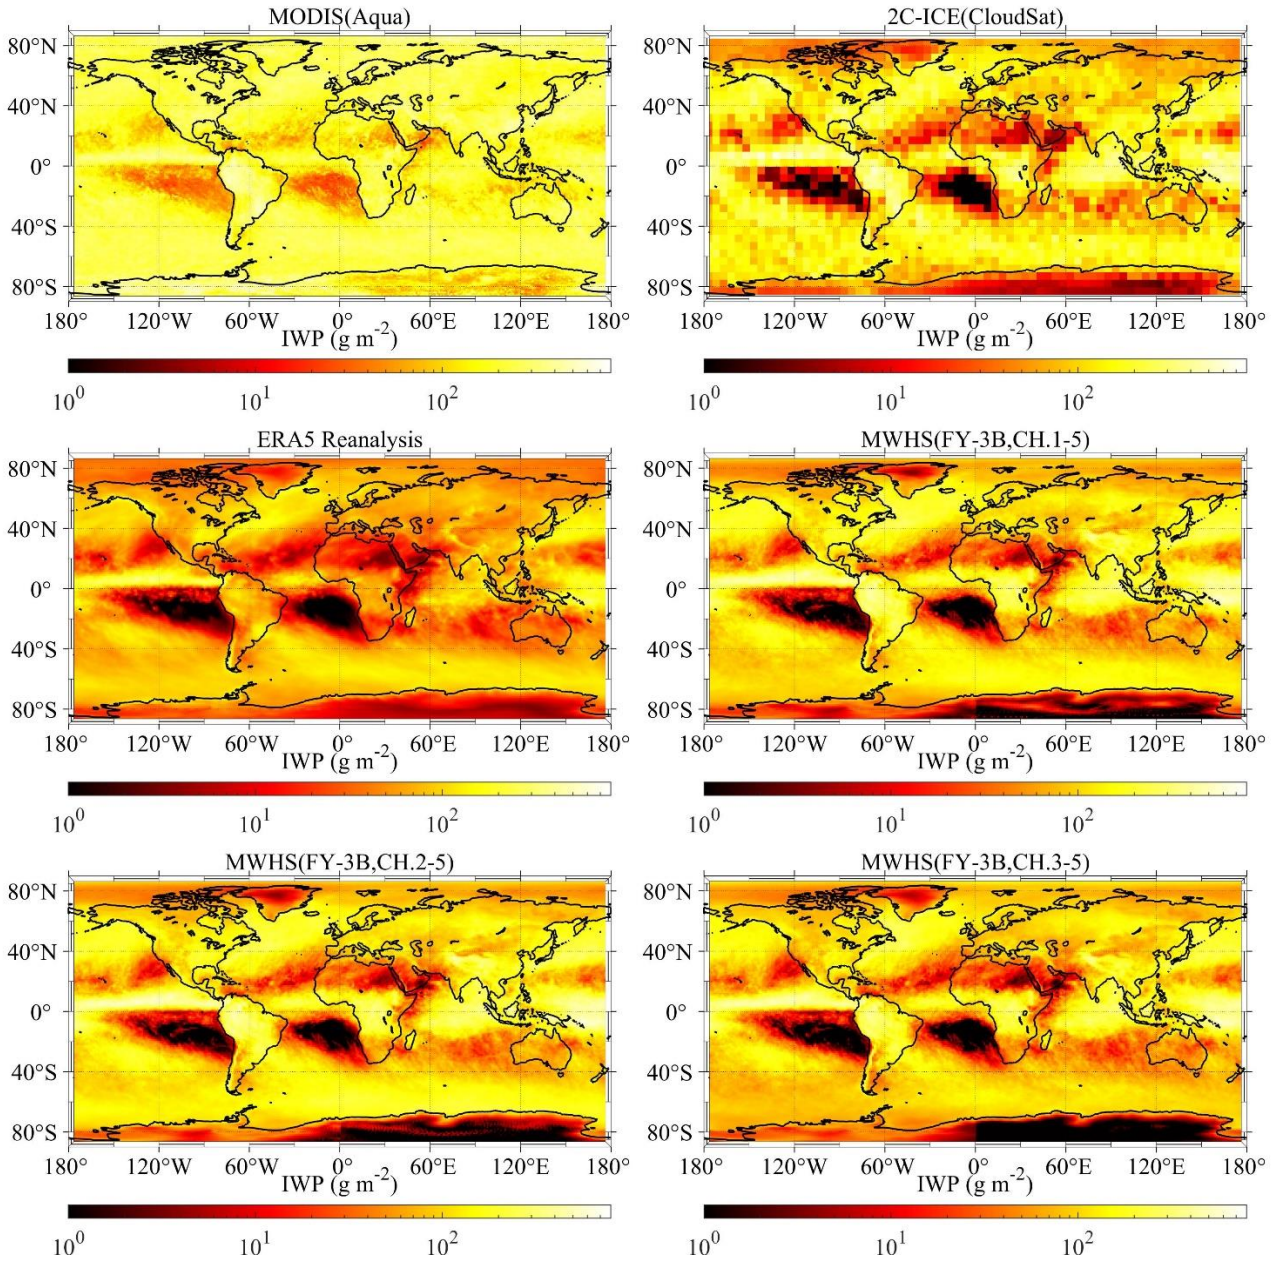 MODIS(Aqua)
80°N
40°N
0°
40°S
80°S
180° 120°W 60°W 0° 60°E 120°E 180°
IWP (g m-2)
10^0 10^1 10^2
2C-ICE(CloudSat)
80°N
40°N
0°
40°S
80°S
180° 120°W 60°W 0° 60°E 120°E 180°
IWP (g m-2)
10^0 10^1 10^2
ERA5 Reanalysis
80°N
40°N
0°
40°S
80°S
180° 120°W 60°W 0° 60°E 120°E 180°
IWP (g m-2)
10^0 10^1 10^2
MWHS(FY-3B,CH.1-5)
80°N
40°N
0°
40°S
80°S
180° 120°W 60°W 0° 60°E 120°E 180°
IWP (g m-2)
10^0 10^1 10^2
MWHS(FY-3B,CH.2-5)
80°N
40°N
0°
40°S
80°S
180° 120°W 60°W 0° 60°E 120°E 180°
IWP (g m-2)
10^0 10^1 10^2
MWHS(FY-3B,CH.3-5)
80°N
40°N
0°
40°S
80°S
180° 120°W 60°W 0° 60°E 120°E 180°
IWP (g m-2)
10^0 10^1 10^2